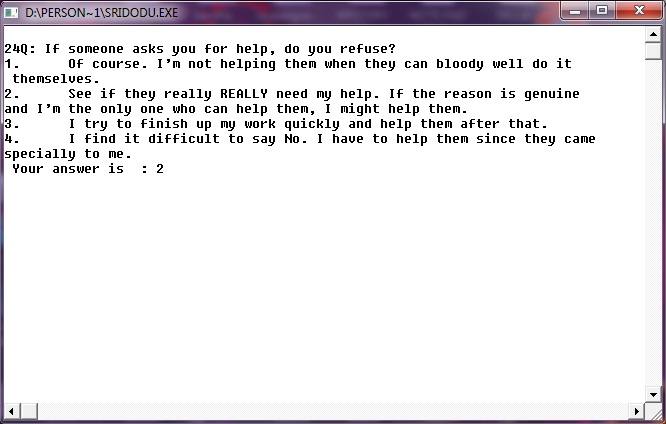 D:\PERSON~1\SRIDODU.EXE
24Q: If someone asks you for help, do you refuse?
1.      Of course. I'm not helping them when they can bloody well do it
 themselves.
2.      See if they really REALLY need my help. If the reason is genuine
and I'm the only one who can help them, I might help them.
3.      I try to finish up my work quickly and help them after that.
4.      I find it difficult to say No. I have to help them since they came
specially to me.
 Your answer is  : 2